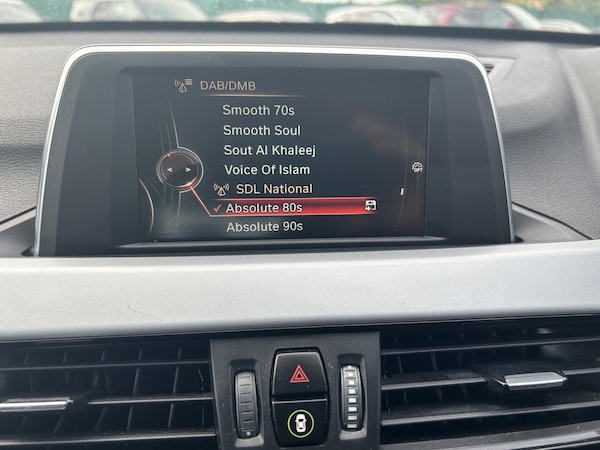 DAB/DMB
Smooth 70s
Smooth Soul
Sout Al Khaleej
Voice Of Islam
SDL National
Absolute 80s
Absolute 90s